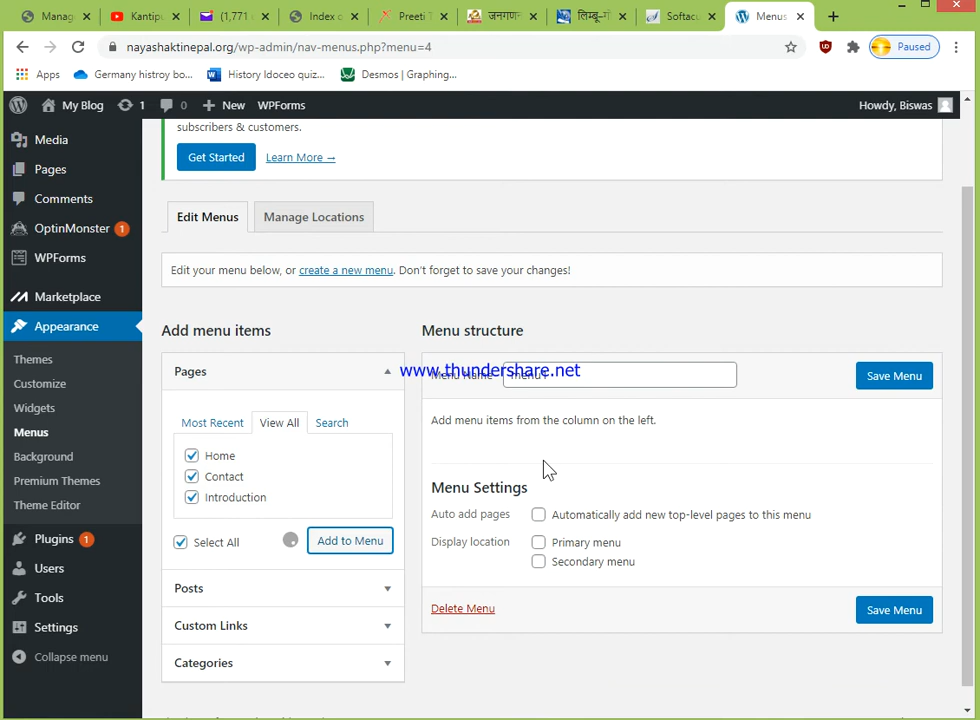 Manag
Kantip
(1,771
Index o
Preeti T
जनगण
लिम्बू-
Softacu
Menus
nayashaktinepal.org/wp-admin/nav-menus.php?menu=4
Paused
Apps
Germany histroy bo...
History Idoceo quiz...
Desmos | Graphing...
My Blog
1
0
New
WPForms
Howdy, Biswas
Media
Pages
Comments
OptinMonster 1
WPForms
Marketplace
Appearance
Themes
Customize
Widgets
Menus
Background
Premium Themes
Theme Editor
Plugins 1
Users
Tools
Settings
Collapse menu
subscribers & customers.
Get Started
Learn More →
Edit Menus
Manage Locations
Edit your menu below, or create a new menu. Don't forget to save your changes!
Add menu items
Pages
Most Recent
View All
Search
Home
Contact
Introduction
Select All
Add to Menu
Posts
Custom Links
Categories
Menu structure
Menu Name
www.thundershare.net
Save Menu
Add menu items from the column on the left.
Menu Settings
Auto add pages
Automatically add new top-level pages to this menu
Display location
Primary menu
Secondary menu
Delete Menu
Save Menu